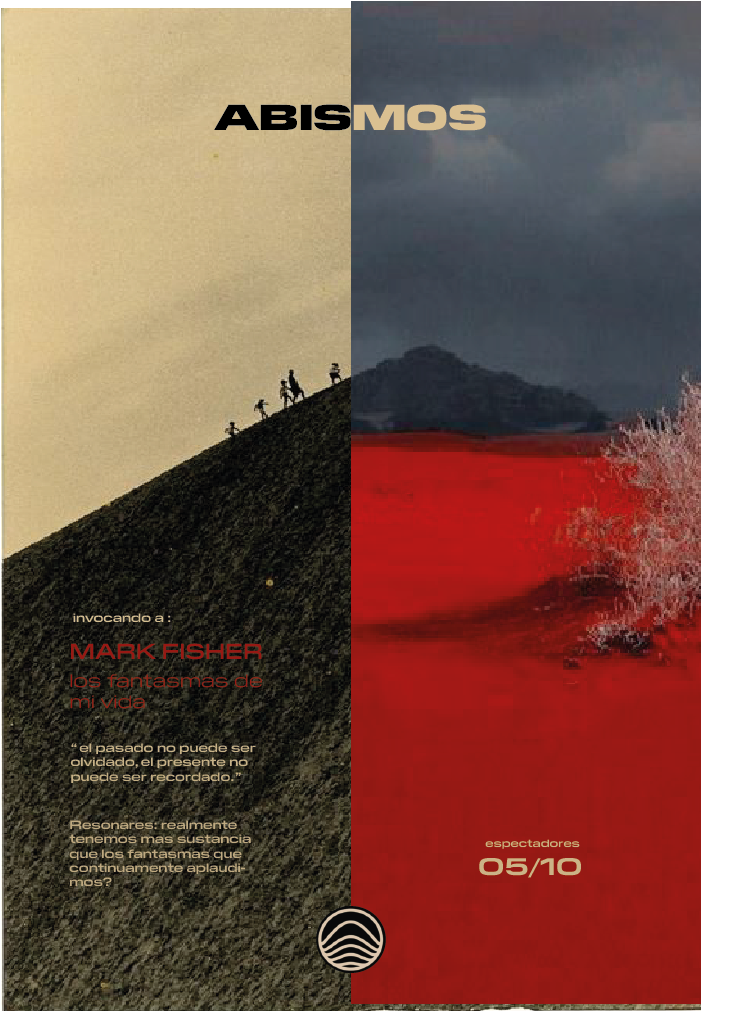 ABISMOS
invocando a :
MARK FISHER
los fantasmas de
mi vida
“ el pasado no puede ser
olvidado, el presente no
puede ser recordado.”
Resonares: realmente
tenemos mas sustancia
que los fantasmas que
continuamente aplaudi-
mos?
espectadores
05/10